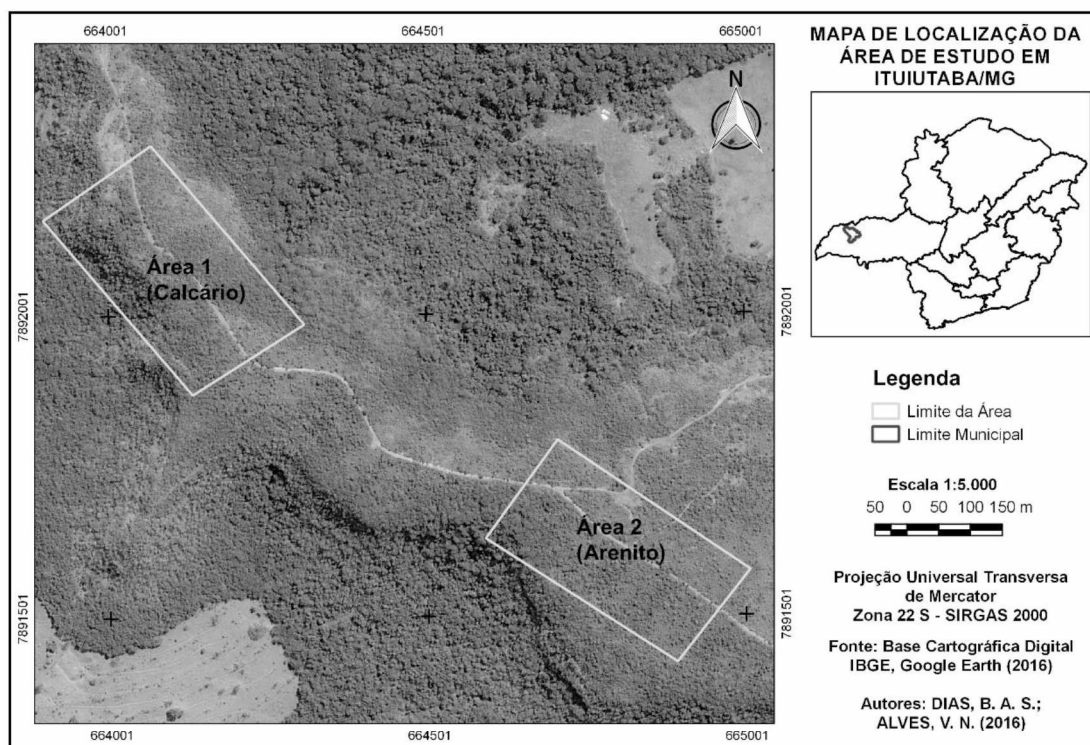 664001
664501
665001
MAPA DE LOCALIZAÇÃO DA
ÁREA DE ESTUDO EM
ITUIUTABA/MG
N
Área 1
(Calcário)
7892001
7892001
Área 2
(Arenito)
7891501
7891501
664001
664501
665001
Legenda
Limite da Área
Limite Municipal
Escala 1:5.000
50 0 50 100 150 m
Projeção Universal Transversa
de Mercator
Zona 22 S - SIRGAS 2000
Fonte: Base Cartográfica Digital
IBGE, Google Earth (2016)
Autores: DIAS, B. A. S.;
ALVES, V. N. (2016)